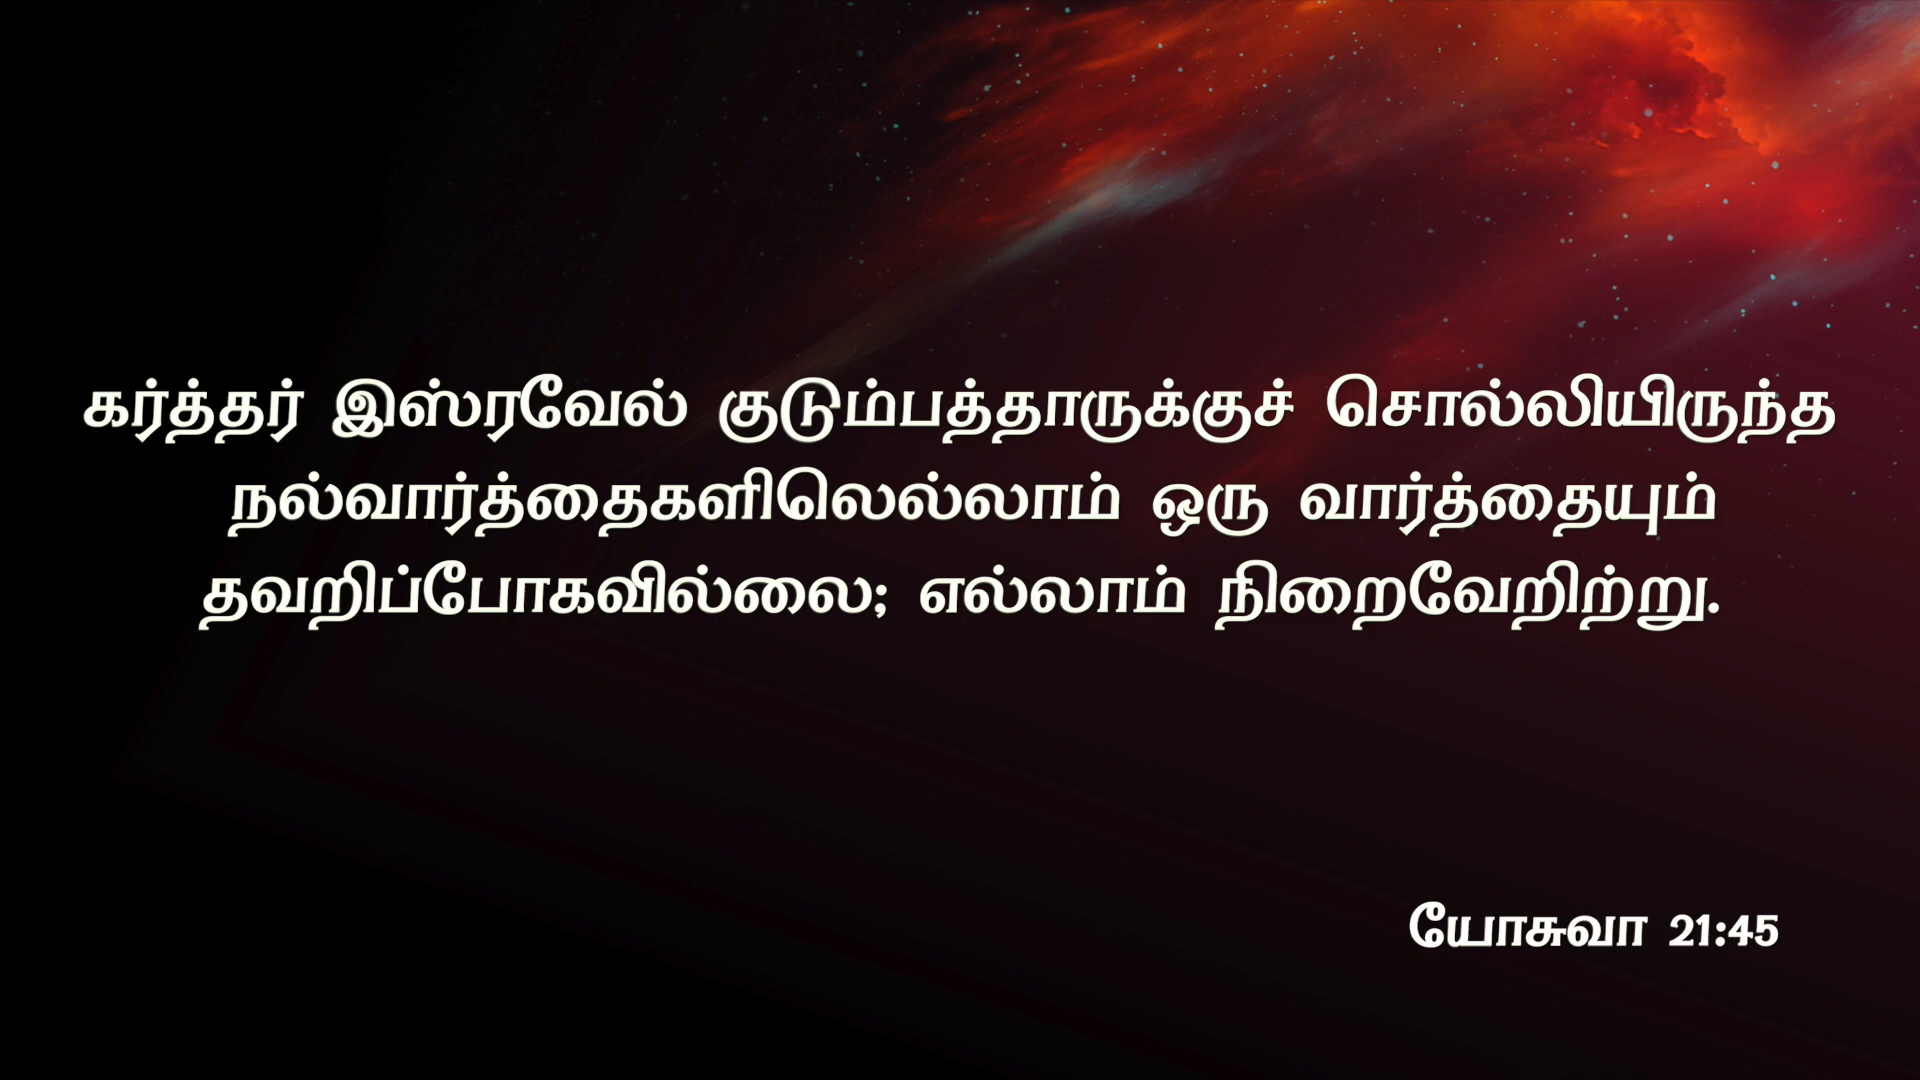 கர்த்தர் இஸ்ரவேல் குடும்பத்தாருக்குச் சொல்லியிருந்த
நல்வார்த்தைகளிலெல்லாம் ஒரு வார்த்தையும்
தவறிப்போகவில்லை; எல்லாம் நிறைவேறிற்று.
யோசுவா 21:45